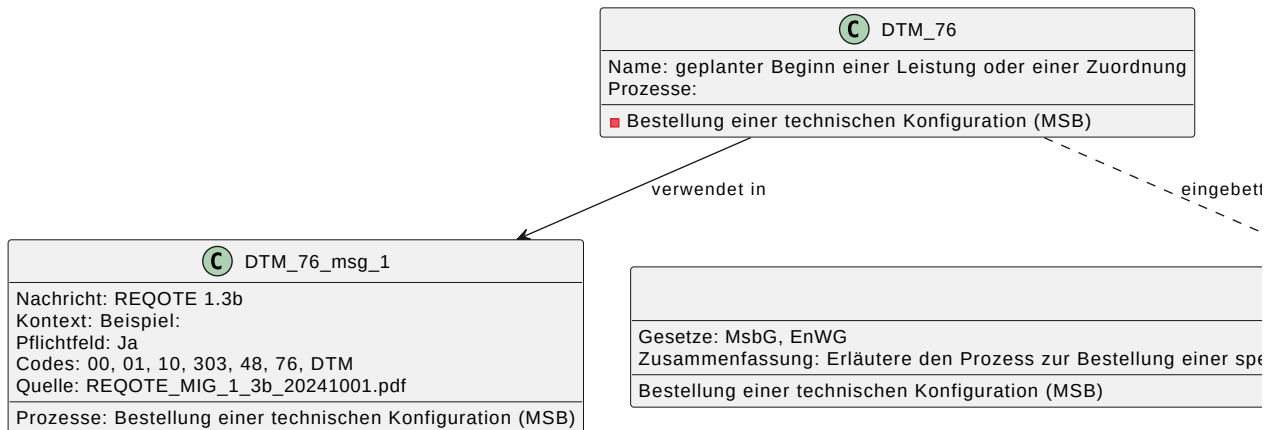 C DTM_76
Name: geplanter Beginn einer Leistung oder einer Zuordnung
Prozesse:
Bestellung einer technischen Konfiguration (MSB)
verwendet in
eingebett
C DTM_76_msg_1
Nachricht: REQOTE 1.3b
Kontext: Beispiel:
Pflichtfeld: Ja
Codes: 00, 01, 10, 303, 48, 76, DTM
Quelle: REQOTE_MIG_1_3b_20241001.pdf
Prozesse: Bestellung einer technischen Konfiguration (MSB)
Gesetze: MsbG, EnWG
Zusammenfassung: Erläutere den Prozess zur Bestellung einer spe
Bestellung einer technischen Konfiguration (MSB)